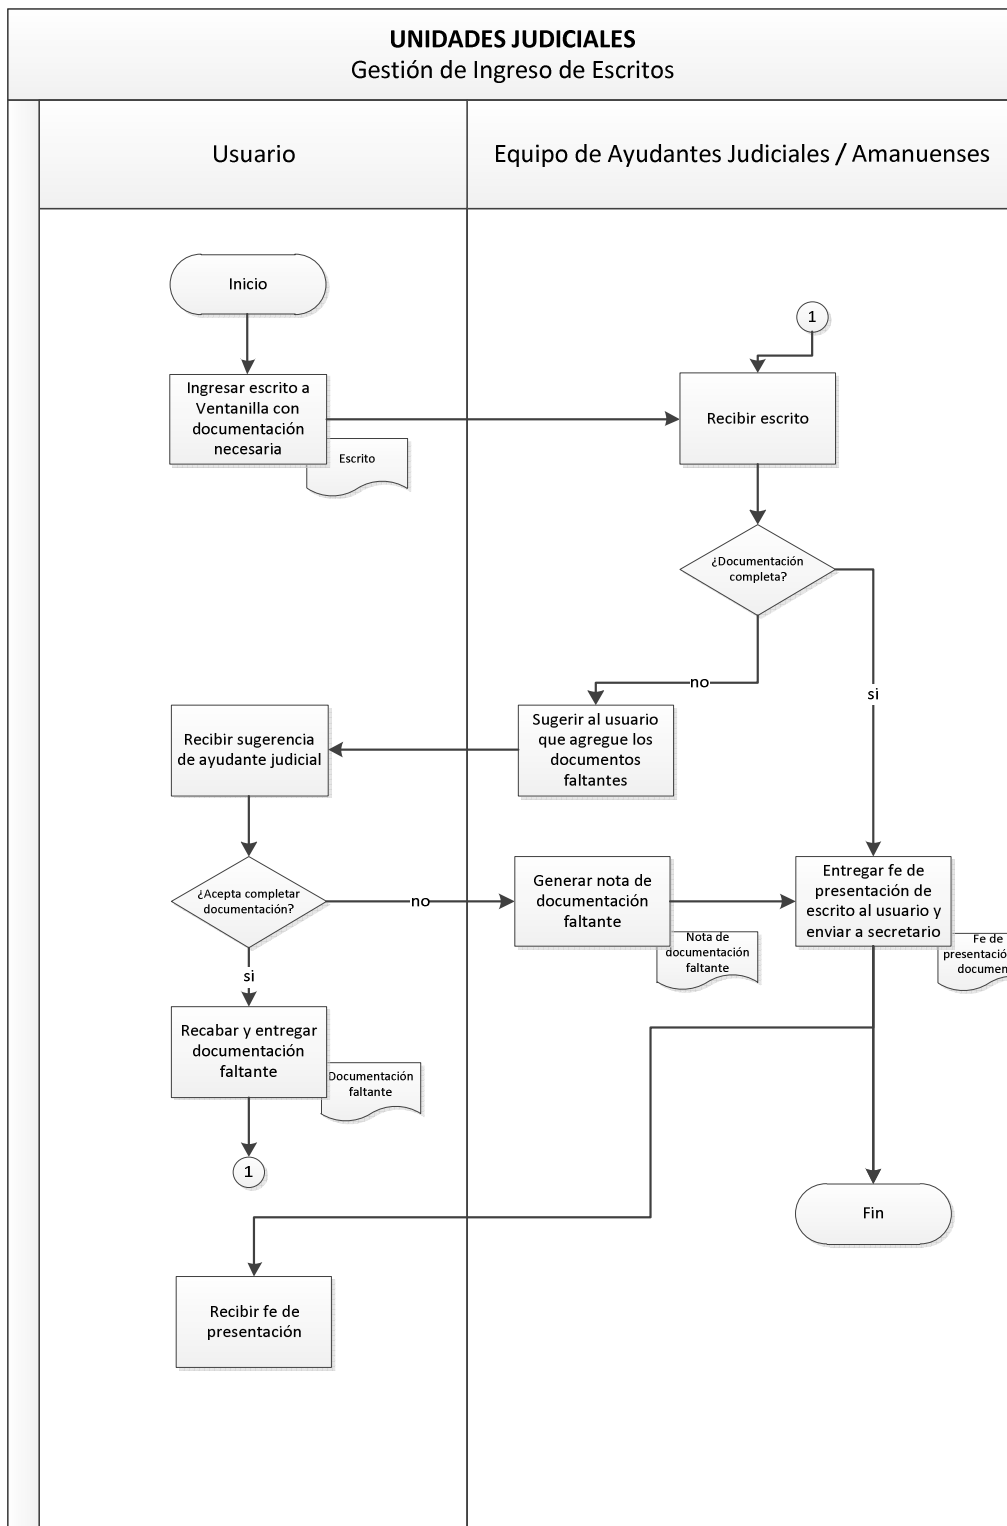 UNIDADES JUDICIALES
Gestión de Ingreso de Escritos
Usuario
Equipo de Ayudantes Judiciales / Amanuenses
Inicio
1
Ingresar escrito a
Ventanilla con
documentación
necesaria
Escrito
Recibir escrito
¿Documentación
completa?
no
si
Sugerir al usuario
que agregue los
documentos
faltantes
Recibir sugerencia
de ayudante judicial
¿Acepta completar
documentación?
no
si
Generar nota de
documentación
faltante
Nota de
documentación
faltante
Entregar fe de
presentación de
escrito al usuario y
enviar a secretario
Fe de
presentació
documen
Recabar y entregar
documentación
faltante
Documentación
faltante
1
Fin
Recibir fe de
presentación